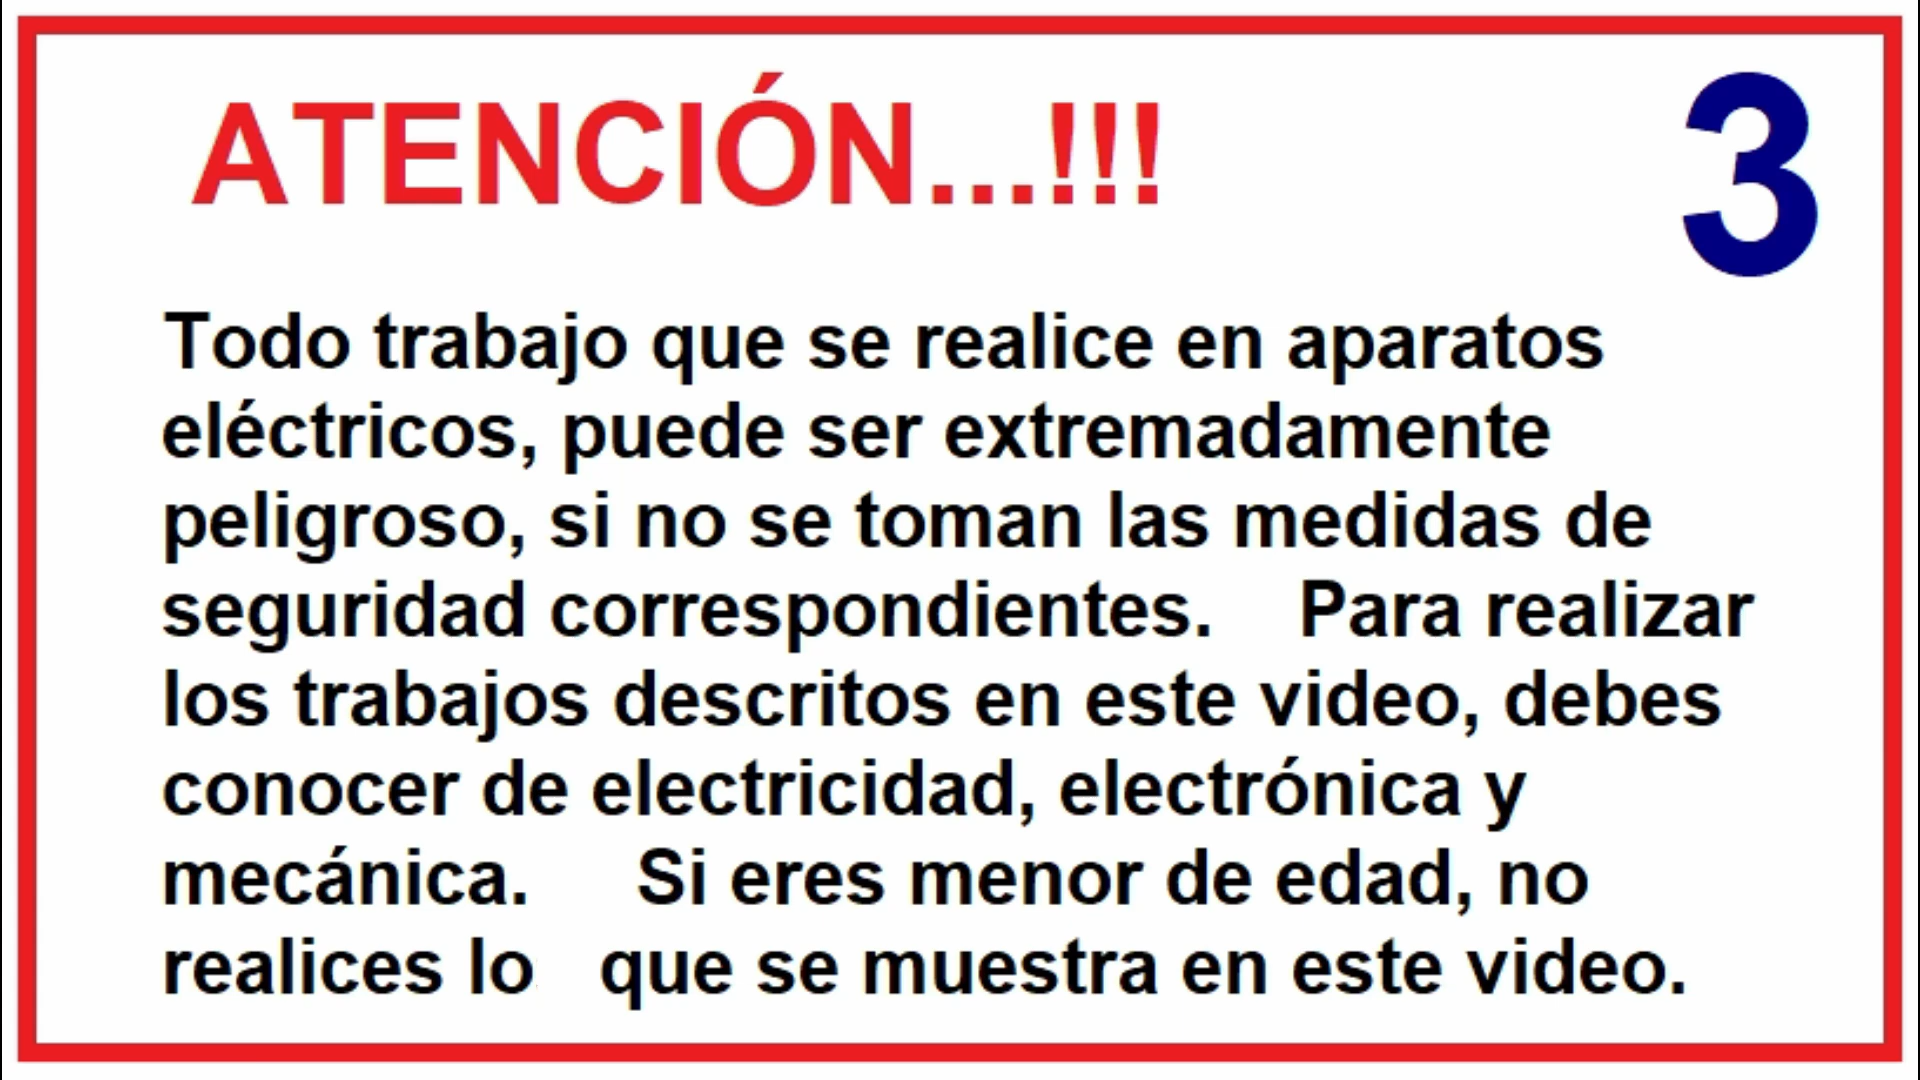 ATENCIÓN...!!!
3
Todo trabajo que se realice en aparatos
eléctricos, puede ser extremadamente
peligroso, si no se toman las medidas de
seguridad correspondientes. Para realizar
los trabajos descritos en este video, debes
conocer de electricidad, electrónica y
mecánica. Si eres menor de edad, no
realices lo que se muestra en este video.